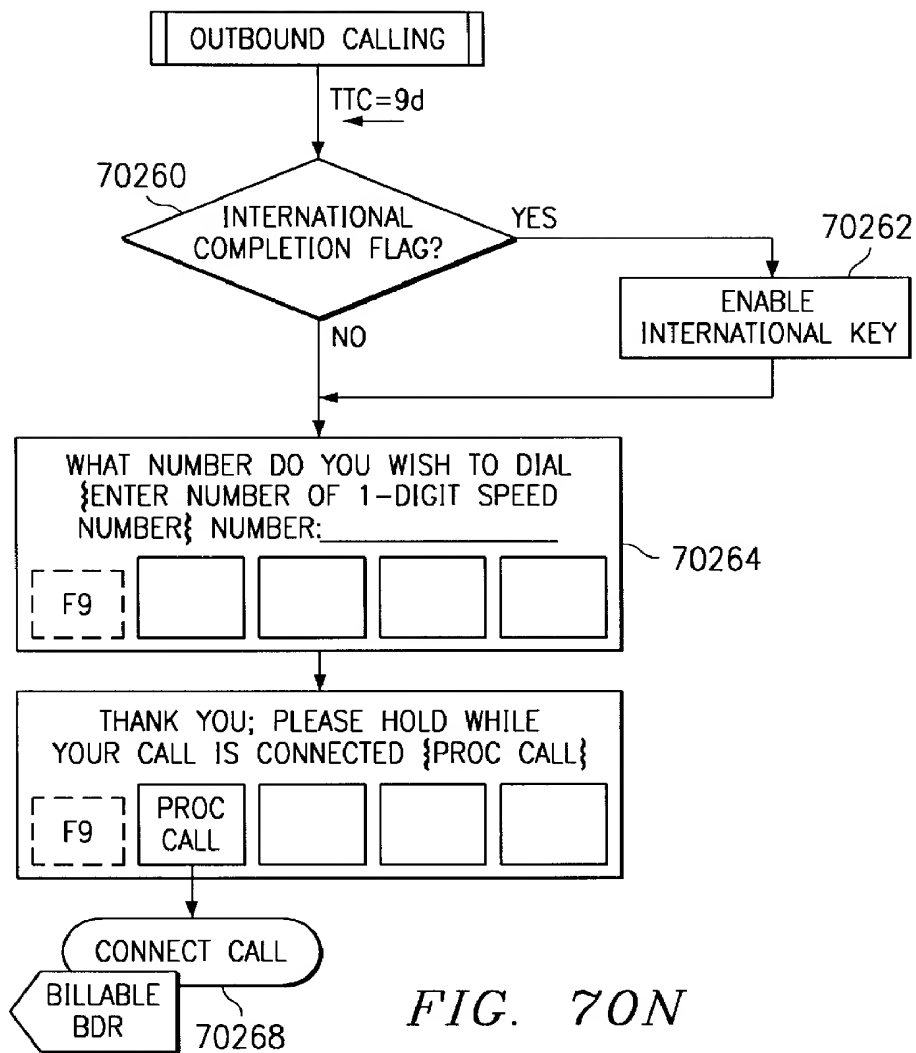 OUTBOUND CALLING
TTC=9d
70260
INTERNATIONAL
COMPLETION FLAG?
YES
70262
ENABLE
INTERNATIONAL KEY
NO
WHAT NUMBER DO YOU WISH TO DIAL
{ENTER NUMBER OF 1-DIGIT SPEED
NUMBER} NUMBER:
70264
F9
THANK YOU; PLEASE HOLD WHILE
YOUR CALL IS CONNECTED {PROC CALL}
F9
PROC
CALL
CONNECT CALL
BILLABLE
BDR
70268
FIG. 70N